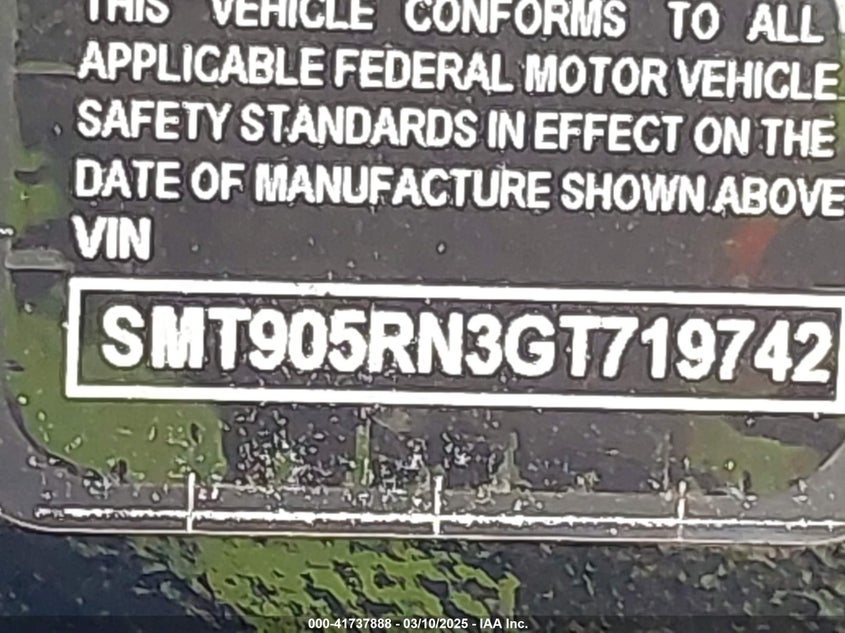 THIS VEHICLE CONFORMS TO ALL
APPLICABLE FEDERAL MOTOR VEHICLE
SAFETY STANDARDS IN EFFECT ON THE
DATE OF MANUFACTURE SHOWN ABOVE
VIN
SMT905RN3GT719742
000-41737888 - 03/10/2025 - IAA Inc.